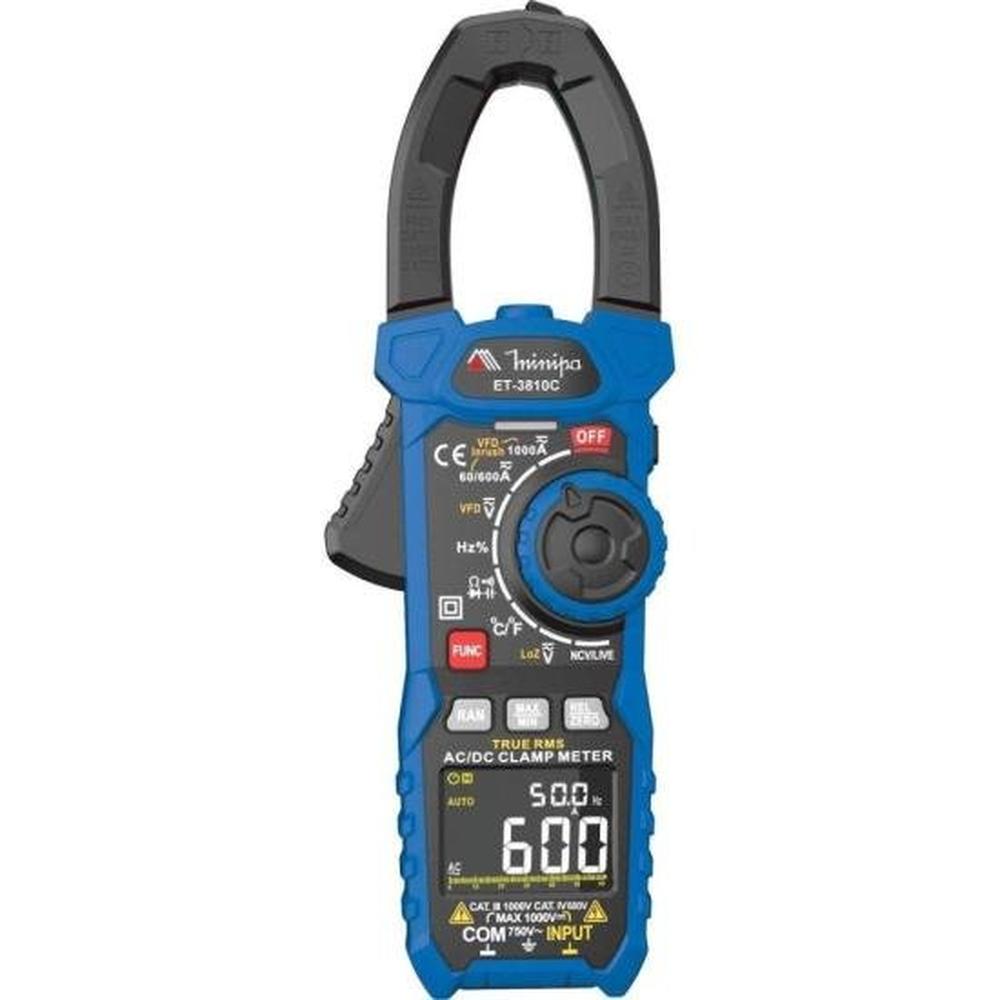 minipa
ET-3810C
OFF
CE
VFD
Inrush 1000A
60/600A
VFD V
Hz%
°C/°F
LoZ V
NCV/LIVE
FUNC
RAN
MAX
MIN
REL
ZERO
TRUE RMS
AC/DC CLAMP METER
50.0 Hz
AUTO
A
600
AC
CAT. III 1000V CAT. IV 600V
MAX 1000V
COM 750V~ INPUT